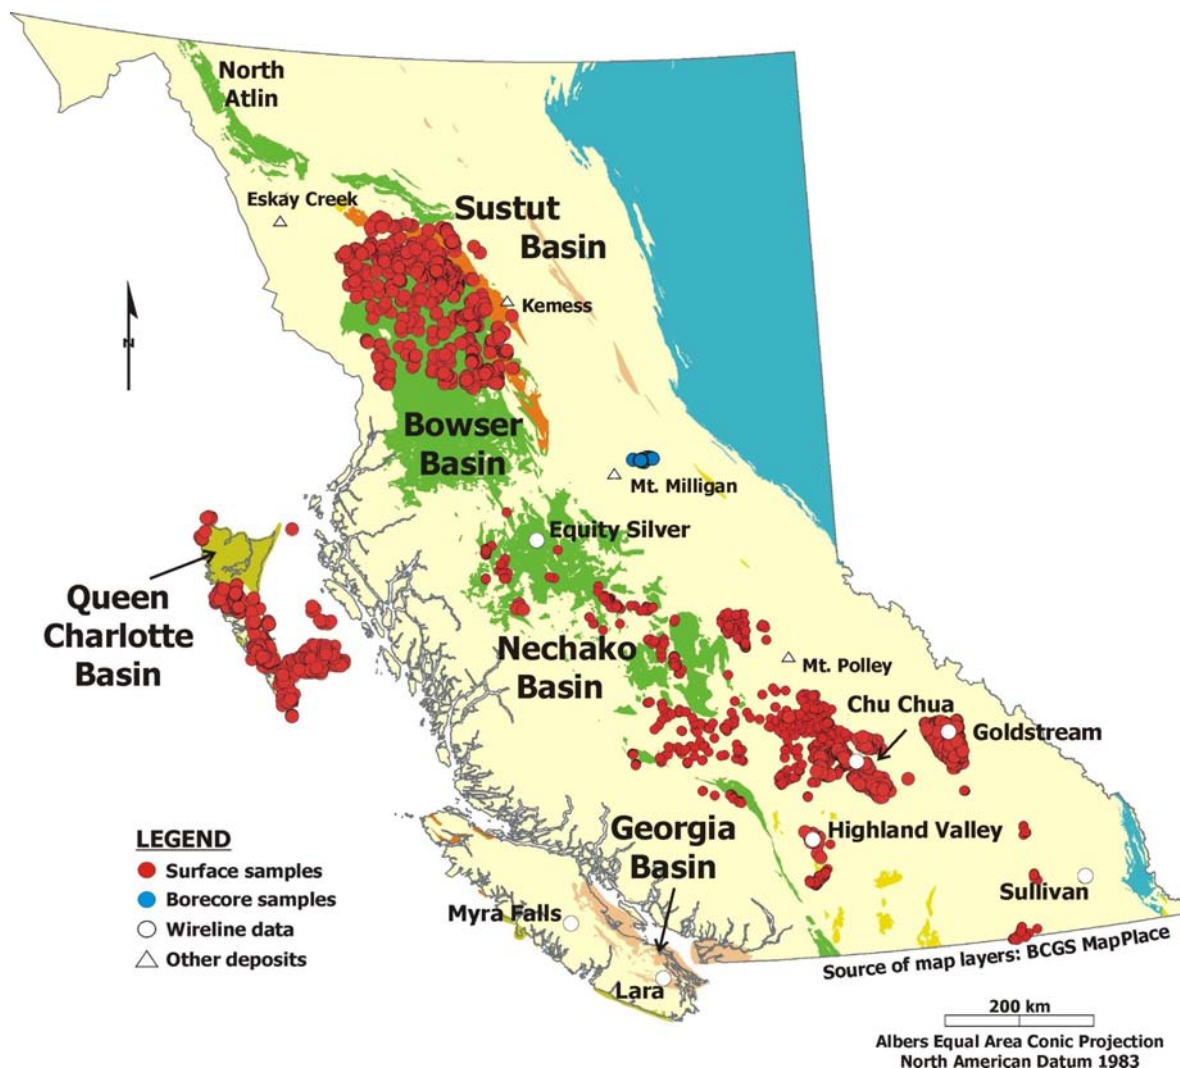 North
Atlin
Eskay Creek
Sustut
Basin
Kemess
N
Bowser
Basin
Mt. Milligan
Equity Silver
Queen
Charlotte
Basin
Nechako
Basin
Mt. Polley
Chu Chua
Goldstream
Georgia
Basin
Highland Valley
Sullivan
Myra Falls
Lara
LEGEND
Surface samples
Borecore samples
Wireline data
Other deposits
Source of map layers: BCGS MapPlace
200 km
Albers Equal Area Conic Projection
North American Datum 1983